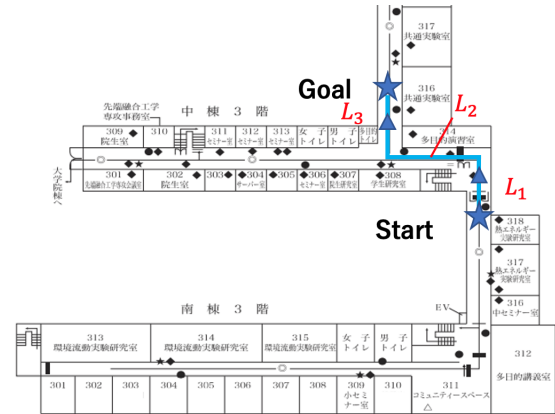 317
共通実験室
Goal
316
共通実験室
L₃
L₂
先端融合工学
専攻事務室
中 棟 3 階
309
院生室
310
311
セミナー室
312
セミナー室
313
セミナー室
女 子
トイレ
男 子
トイレ
多目的
トイレ
314
多目的演習室
大学院棟へ
301
先端融合工学専攻会議室
302
院生室
303
304
サーバー室
305
306
セミナー室
307
院生研究室
308
学生研究室
L₁
Start
318
熱エネルギー
実験研究室
317
熱エネルギー
実験研究室
316
中セミナー室
EV
南 棟 3 階
313
環境流動実験研究室
314
環境流動実験研究室
315
環境流動実験研究室
女 子
トイレ
男 子
トイレ
312
多目的講義室
301
302
303
304
305
306
307
308
309
小セミ
ナー室
310
311
コミュニティースペース